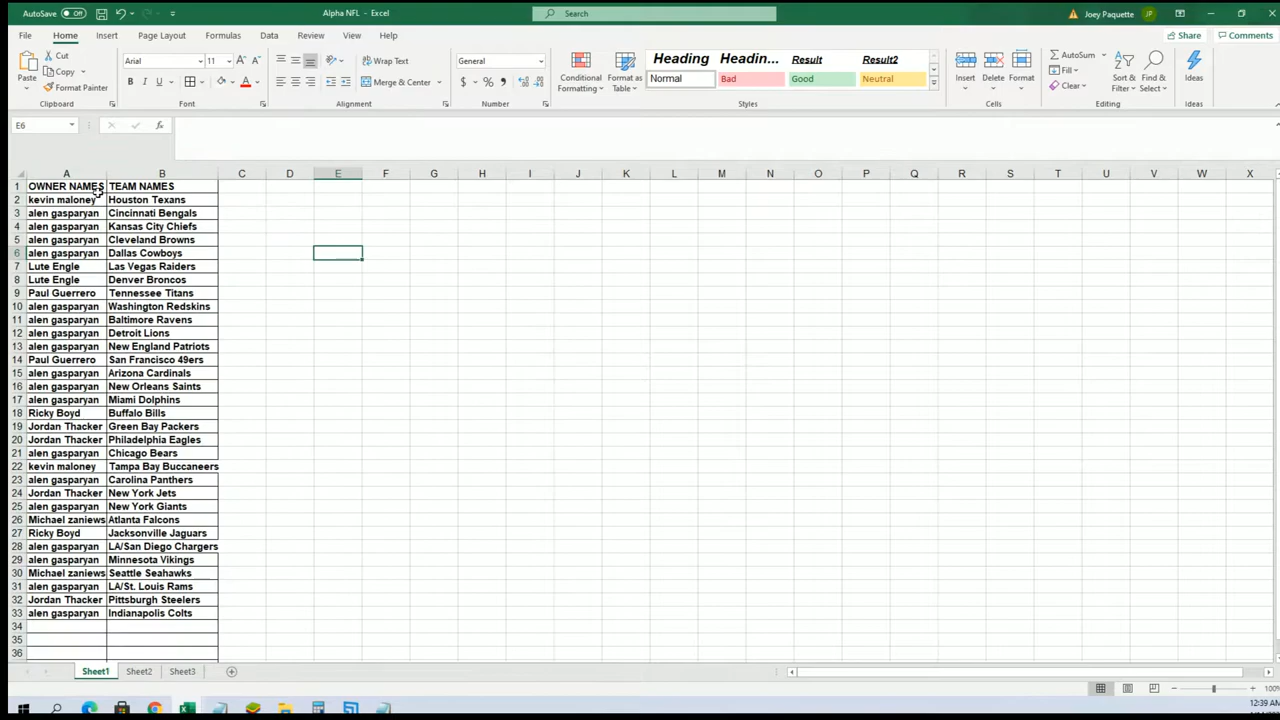 AutoSave Off Alpha NFL - Excel Search Joey Paquette JP
File Home Insert Page Layout Formulas Data Review View Help Share Comments
Paste Cut Copy Format Painter Clipboard
Arial 11 A A B I U A Font
Wrap Text Merge & Center Alignment
General $ % Number
Conditional Formatting Format as Table
Heading Headin... Result Result2
Normal Bad Good Neutral Styles
Insert Delete Format Cells
AutoSum Fill Clear Sort & Filter Find & Select Editing
Ideas Ideas
E6 fx
A B C D E F G H I J K L M N O P Q R S T U V W X
1 OWNER NAMES TEAM NAMES
2 kevin maloney Houston Texans
3 alen gasparyan Cincinnati Bengals
4 alen gasparyan Kansas City Chiefs
5 alen gasparyan Cleveland Browns
6 alen gasparyan Dallas Cowboys
7 Lute Engle Las Vegas Raiders
8 Lute Engle Denver Broncos
9 Paul Guerrero Tennessee Titans
10 alen gasparyan Washington Redskins
11 alen gasparyan Baltimore Ravens
12 alen gasparyan Detroit Lions
13 alen gasparyan New England Patriots
14 Paul Guerrero San Francisco 49ers
15 alen gasparyan Arizona Cardinals
16 alen gasparyan New Orleans Saints
17 alen gasparyan Miami Dolphins
18 Ricky Boyd Buffalo Bills
19 Jordan Thacker Green Bay Packers
20 Jordan Thacker Philadelphia Eagles
21 alen gasparyan Chicago Bears
22 kevin maloney Tampa Bay Buccaneers
23 alen gasparyan Carolina Panthers
24 Jordan Thacker New York Jets
25 alen gasparyan New York Giants
26 Michael zaniews Atlanta Falcons
27 Ricky Boyd Jacksonville Jaguars
28 alen gasparyan LA/San Diego Chargers
29 alen gasparyan Minnesota Vikings
30 Michael zaniews Seattle Seahawks
31 alen gasparyan LA/St. Louis Rams
32 Jordan Thacker Pittsburgh Steelers
33 alen gasparyan Indianapolis Colts
34
35
36
Sheet1 Sheet2 Sheet3
100%
12:39 AM